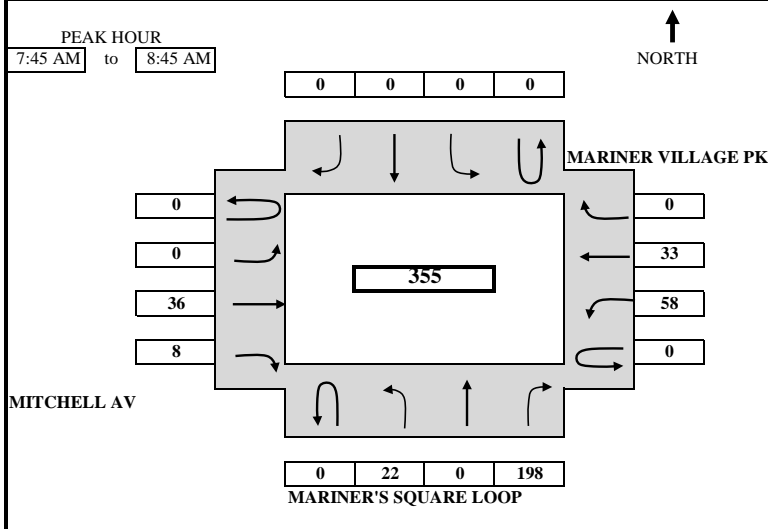 PEAK HOUR
7:45 AM to 8:45 AM
NORTH
0 0 0 0
MARINER VILLAGE PK
0 0
0 33
355
36 58
8 0
MITCHELL AV
0 22 0 198
MARINER'S SQUARE LOOP